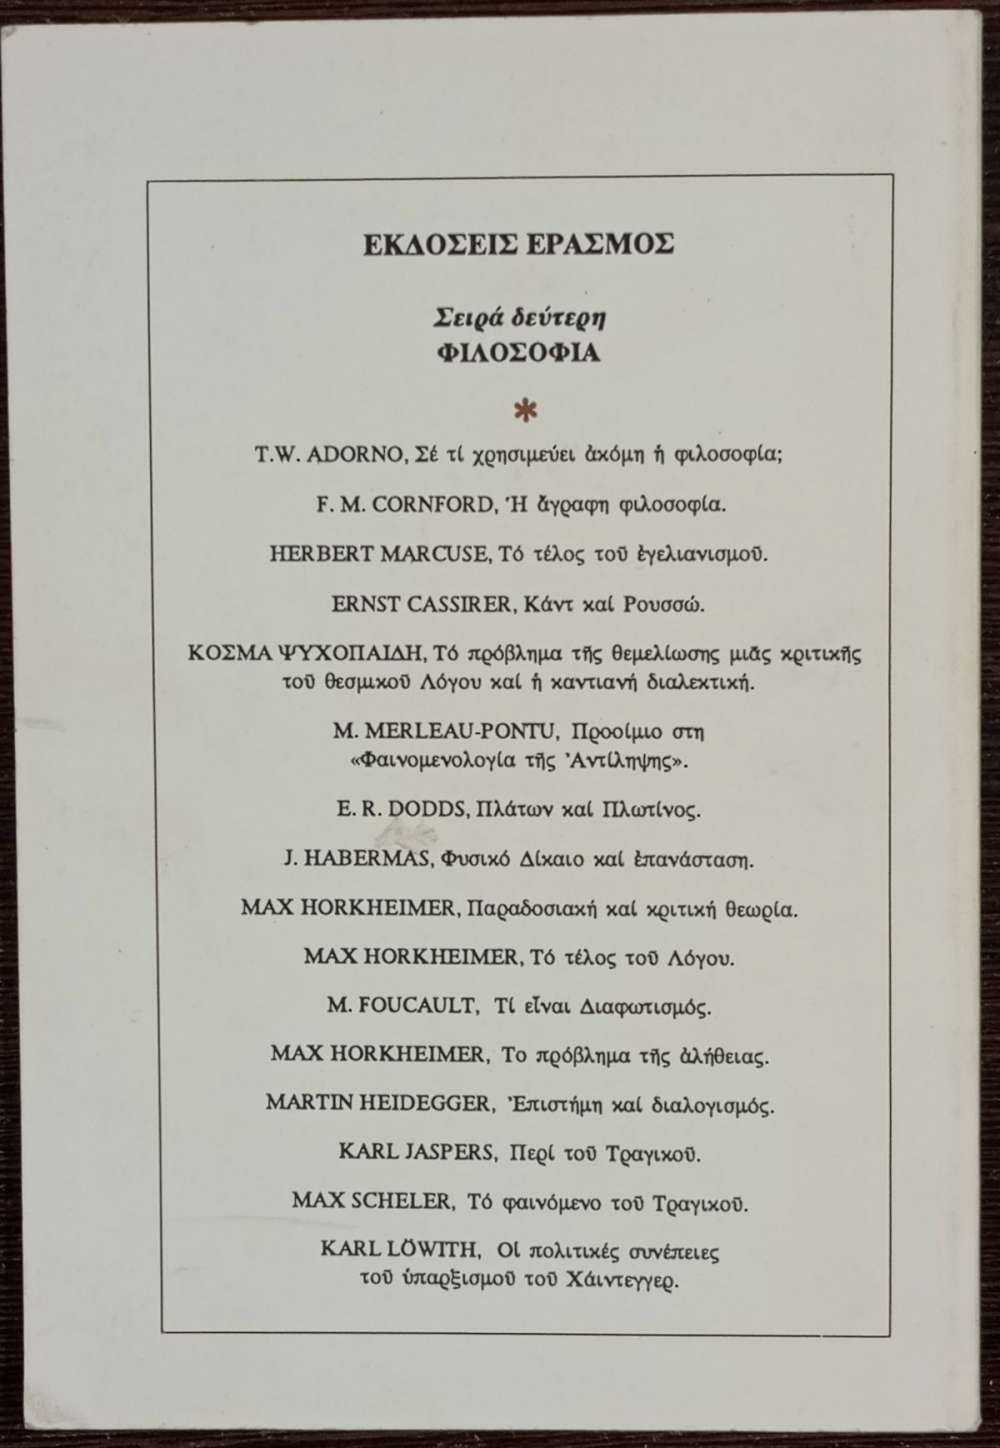 ΕΚΔΟΣΕΙΣ ΕΡΑΣΜΟΣ
Σειρά δεύτερη
ΦΙΛΟΣΟΦΙΑ
*
T.W. ADORNO, Σέ τί χρησιμεύει ἀκόμη ἡ φιλοσοφία;
F. M. CORNFORD, Ἡ ἄγραφη φιλοσοφία.
HERBERT MARCUSE, Τό τέλος τοῦ ἐγελιανισμοῦ.
ERNST CASSIRER, Κάντ καί Ρουσσώ.
ΚΟΣΜΑ ΨΥΧΟΠΑΙΔΗ, Τό πρόβλημα τῆς θεμελίωσης μιᾶς κριτικῆς
τοῦ θεσμικοῦ Λόγου καί ἡ καντιανή διαλεκτική.
M. MERLEAU-PONTU, Προοίμιο στη
«Φαινομενολογία τῆς Ἀντίληψης».
E. R. DODDS, Πλάτων καί Πλωτίνος.
J. HABERMAS, Φυσικό Δίκαιο καί ἐπανάσταση.
MAX HORKHEIMER, Παραδοσιακή καί κριτική θεωρία.
MAX HORKHEIMER, Τό τέλος τοῦ Λόγου.
M. FOUCAULT, Τί εἶναι Διαφωτισμός.
MAX HORKHEIMER, Το πρόβλημα τῆς ἀλήθειας.
MARTIN HEIDEGGER, Ἐπιστήμη καί διαλογισμός.
KARL JASPERS, Περί τοῦ Τραγικοῦ.
MAX SCHELER, Τό φαινόμενο τοῦ Τραγικοῦ.
KARL LÖWITH, Οἱ πολιτικές συνέπειες
τοῦ ὑπαρξισμοῦ τοῦ Χάιντεγγερ.